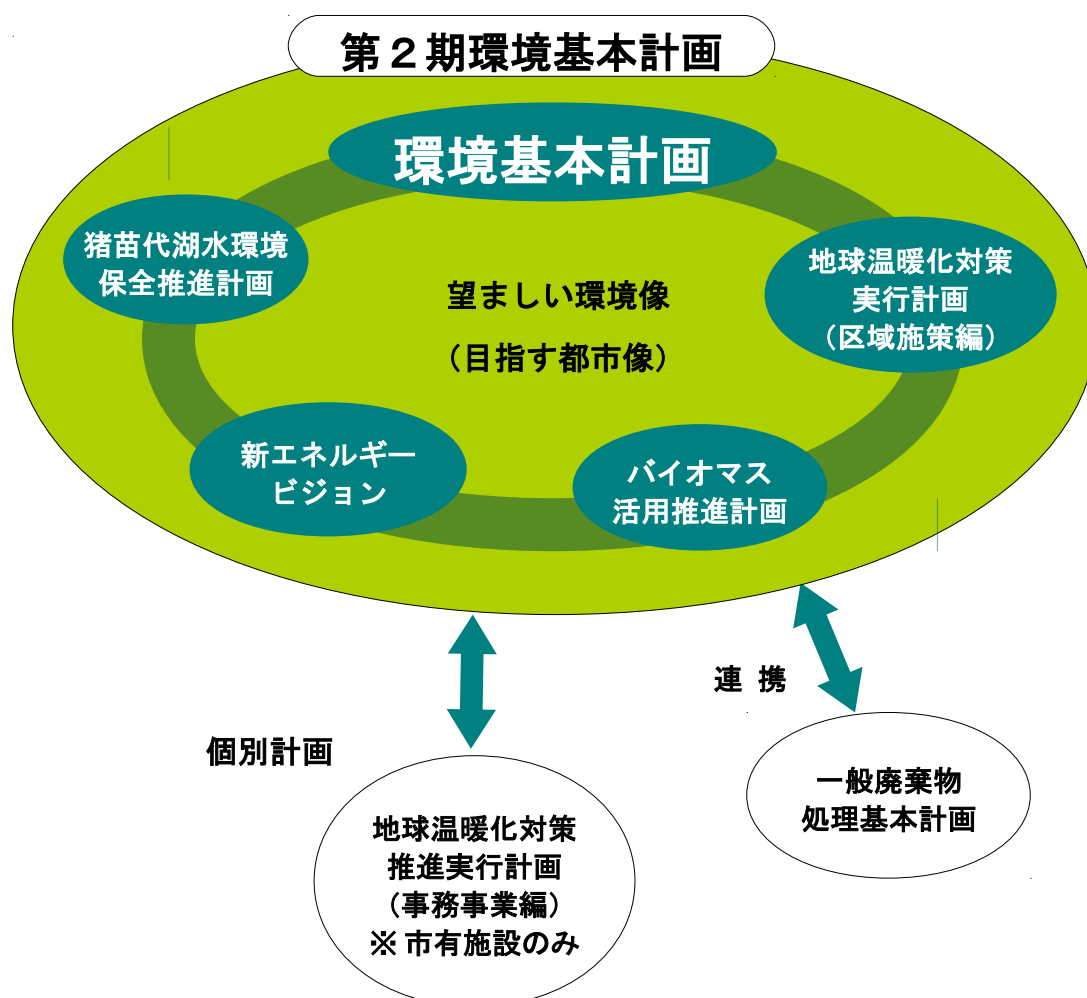 第２期環境基本計画
環境基本計画
猪苗代湖水環境
保全推進計画
地球温暖化対策
実行計画
（区域施策編）
望ましい環境像
（目指す都市像）
新エネルギー
ビジョン
バイオマス
活用推進計画
連 携
個別計画
一般廃棄物
処理基本計画
地球温暖化対策
推進実行計画
（事務事業編）
※市有施設のみ